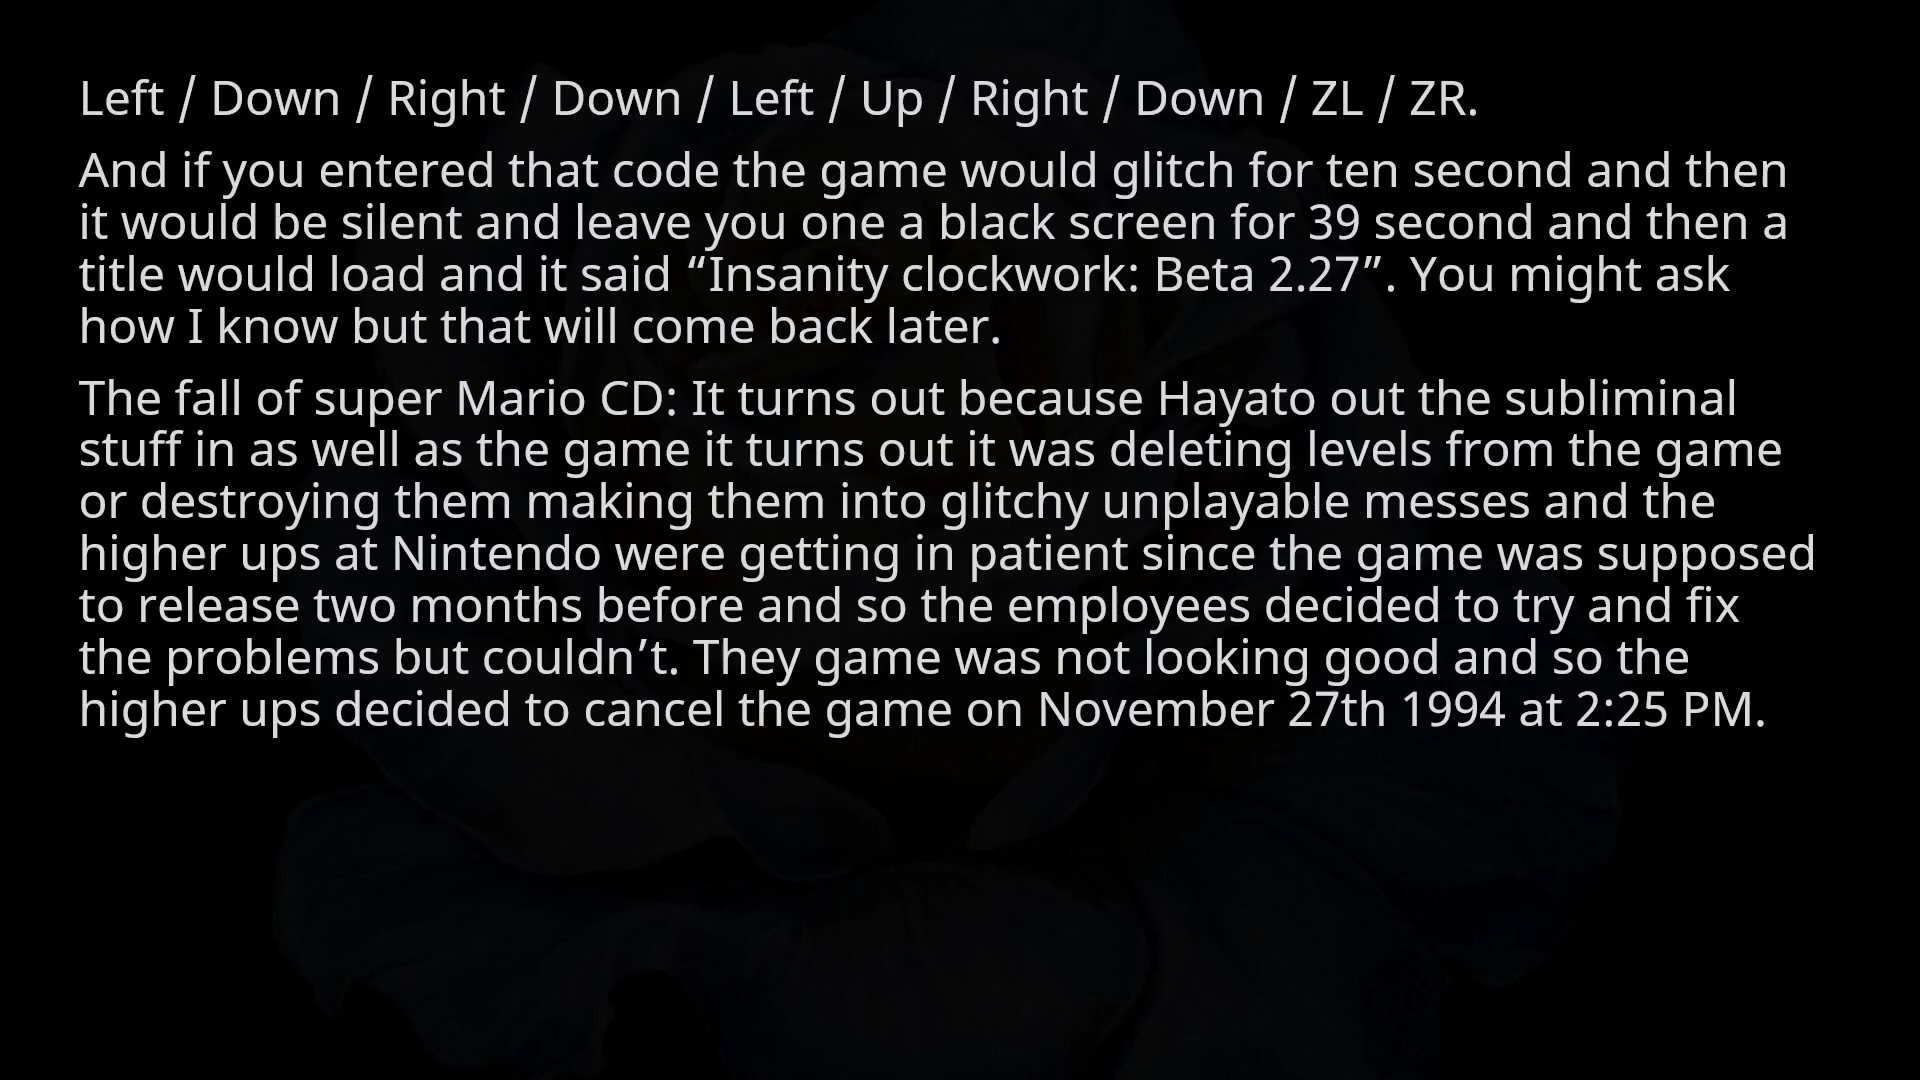 Left / Down / Right / Down / Left / Up / Right / Down / ZL / ZR.
And if you entered that code the game would glitch for ten second and then
it would be silent and leave you one a black screen for 39 second and then a
title would load and it said “Insanity clockwork: Beta 2.27”. You might ask
how I know but that will come back later.
The fall of super Mario CD: It turns out because Hayato out the subliminal
stuff in as well as the game it turns out it was deleting levels from the game
or destroying them making them into glitchy unplayable messes and the
higher ups at Nintendo were getting in patient since the game was supposed
to release two months before and so the employees decided to try and fix
the problems but couldn’t. They game was not looking good and so the
higher ups decided to cancel the game on November 27th 1994 at 2:25 PM.